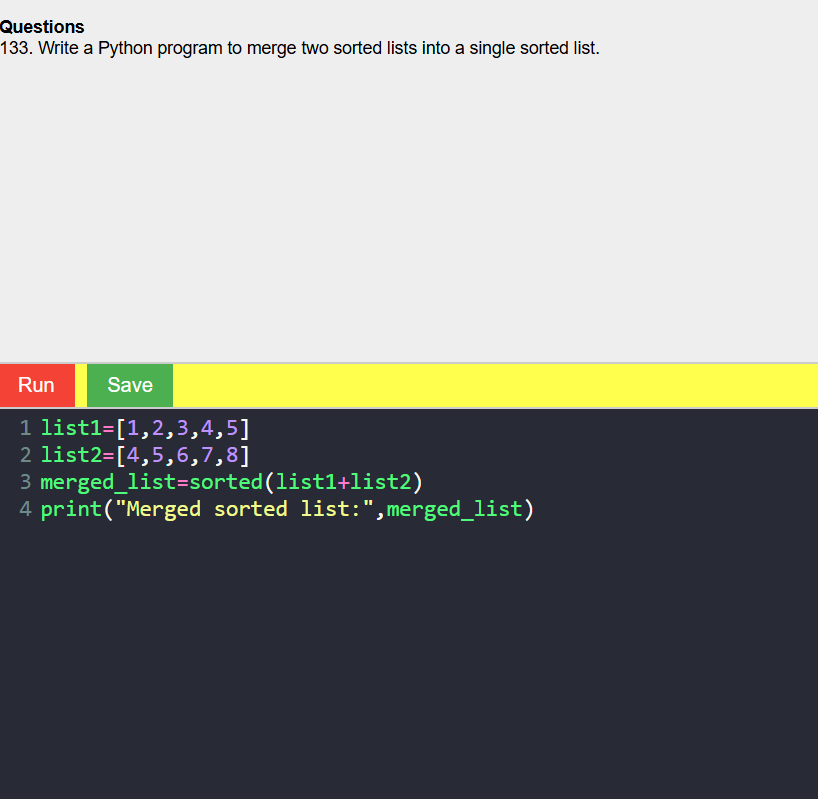 Questions
133. Write a Python program to merge two sorted lists into a single sorted list.
Run Save
1 list1=[1,2,3,4,5]
2 list2=[4,5,6,7,8]
3 merged_list=sorted(list1+list2)
4 print("Merged sorted list:",merged_list)